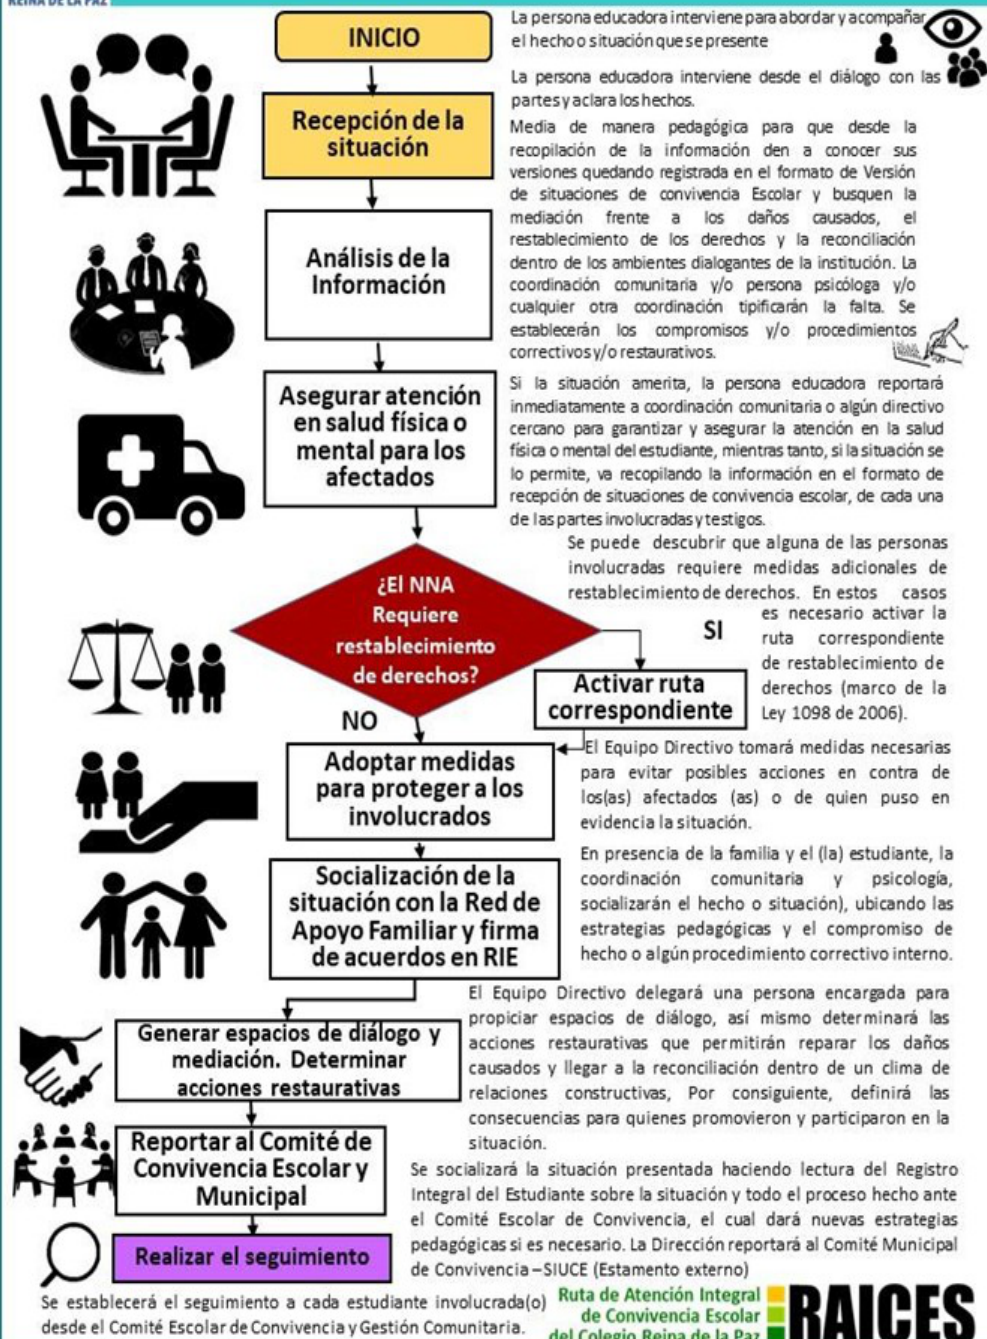 REINA DE LA PAZ
INICIO
La persona educadora interviene para abordar y acompañar
el hecho o situación que se presente
Recepción de la
situación
La persona educadora interviene desde el diálogo con las
partes y aclara los hechos.
Análisis de la
Información
Media de manera pedagógica para que desde la
recopilación de la información den a conocer sus
versiones quedando registrada en el formato de Versión
de situaciones de convivencia Escolar y busquen la
mediación frente a los daños causados, el
restablecimiento de los derechos y la reconciliación
dentro de los ambientes dialogantes de la institución. La
coordinación comunitaria y/o persona psicóloga y/o
cualquier otra coordinación tipificarán la falta. Se
establecerán los compromisos y/o procedimientos
correctivos y/o restaurativos.
Asegurar atención
en salud física o
mental para los
afectados
Si la situación amerita, la persona educadora reportará
inmediatamente a coordinación comunitaria o algún directivo
cercano para garantizar y asegurar la atención en la salud
física o mental del estudiante, mientras tanto, si la situación se
lo permite, va recopilando la información en el formato de
recepción de situaciones de convivencia escolar, de cada una
de las partes involucradas y testigos.
¿El NNA
Requiere
restablecimiento
de derechos?
Se puede descubrir que alguna de las personas
involucradas requiere medidas adicionales de
restablecimiento de derechos. En estos casos
es necesario activar la
ruta correspondiente
de restablecimiento de
derechos (marco de la
Ley 1098 de 2006).
SI
Activar ruta
correspondiente
NO
Adoptar medidas
para proteger a los
involucrados
El Equipo Directivo tomará medidas necesarias
para evitar posibles acciones en contra de
los(as) afectados (as) o de quien puso en
evidencia la situación.
Socialización de la
situación con la Red de
Apoyo Familiar y firma
de acuerdos en RIE
En presencia de la familia y el (la) estudiante, la
coordinación comunitaria y psicología,
socializarán el hecho o situación), ubicando las
estrategias pedagógicas y el compromiso de
hecho o algún procedimiento correctivo interno.
Generar espacios de diálogo y
mediación. Determinar
acciones restaurativas
El Equipo Directivo delegará una persona encargada para
propiciar espacios de diálogo, así mismo determinará las
acciones restaurativas que permitirán reparar los daños
causados y llegar a la reconciliación dentro de un clima de
relaciones constructivas, Por consiguiente, definirá las
consecuencias para quienes promovieron y participaron en la
situación.
Reportar al Comité de
Convivencia Escolar y
Municipal
Se socializará la situación presentada haciendo lectura del Registro
Integral del Estudiante sobre la situación y todo el proceso hecho ante
el Comité Escolar de Convivencia, el cual dará nuevas estrategias
pedagógicas si es necesario. La Dirección reportará al Comité Municipal
de Convivencia – SIUCE (Estamento externo)
Realizar el seguimiento
Se establecerá el seguimiento a cada estudiante involucrada(o)
desde el Comité Escolar de Convivencia y Gestión Comunitaria.
Ruta de Atención Integral
de Convivencia Escolar
del Colegio Reina de la Paz
RAICES